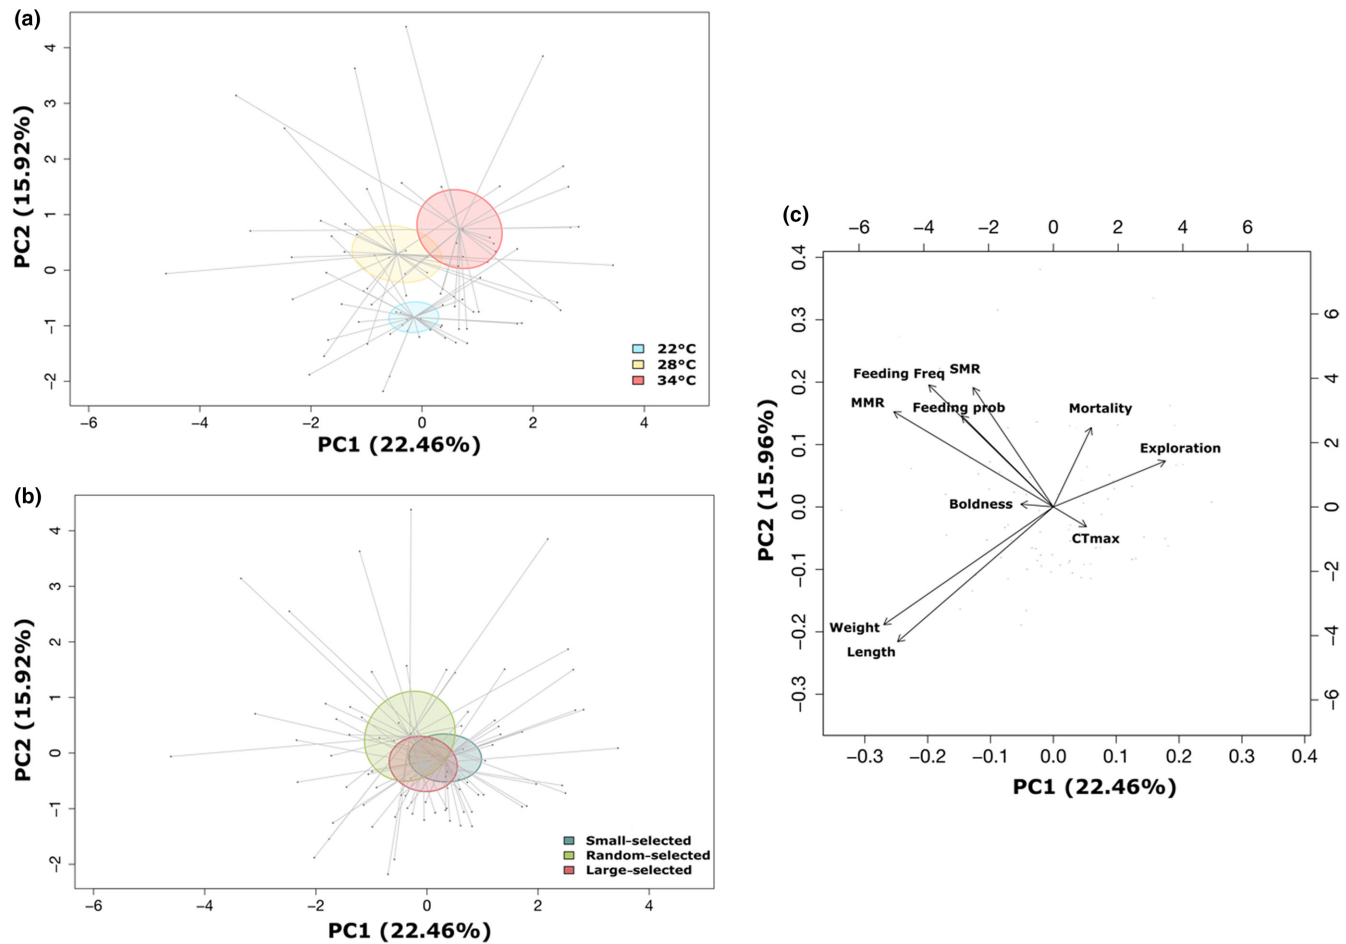 (a)
PC2 (15.92%)
4
3
2
1
0
−1
−2
−6
−4
−2
0
2
4
PC1 (22.46%)
22°C
28°C
34°C
(b)
PC2 (15.92%)
4
3
2
1
0
−1
−2
−6
−4
−2
0
2
4
PC1 (22.46%)
Small-selected
Random-selected
Large-selected
(c)
−6 −4 −2 0 2 4 6
PC2 (15.96%)
0.4
0.3
0.2
0.1
0.0
−0.1
−0.2
−0.3
6
4
2
0
−2
−4
−6
Feeding Freq
SMR
MMR
Feeding prob
Mortality
Exploration
Boldness
CTmax
Weight
Length
−0.3 −0.2 −0.1 0.0 0.1 0.2 0.3 0.4
PC1 (22.46%)